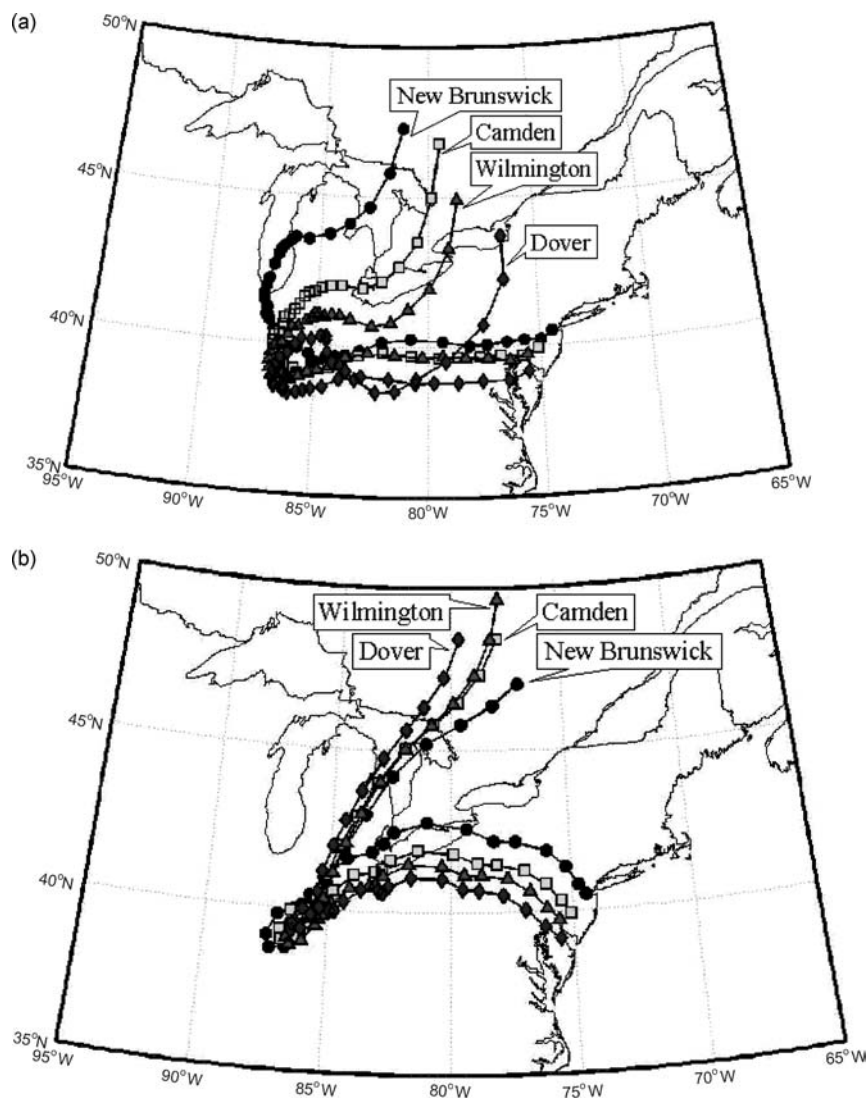 (a)
50°N
New Brunswick
Camden
45°N
Wilmington
Dover
40°N
35°N
95°W
90°W
85°W
80°W
75°W
70°W
65°W
(b)
50°N
Wilmington
Camden
Dover
New Brunswick
45°N
40°N
35°N
95°W
90°W
85°W
80°W
75°W
70°W
65°W